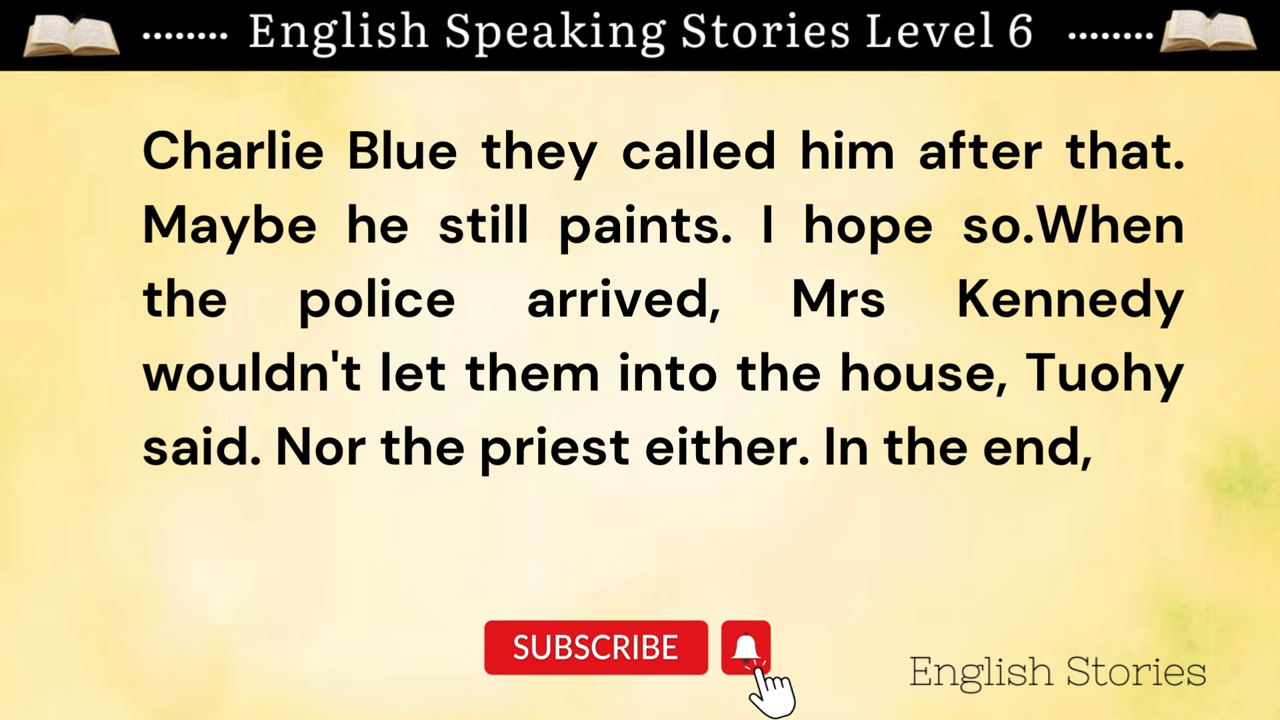 ........ English Speaking Stories Level 6 ........
Charlie Blue they called him after that.
Maybe he still paints. I hope so.When
the police arrived, Mrs Kennedy
wouldn't let them into the house, Tuohy
said. Nor the priest either. In the end,
SUBSCRIBE
English Stories